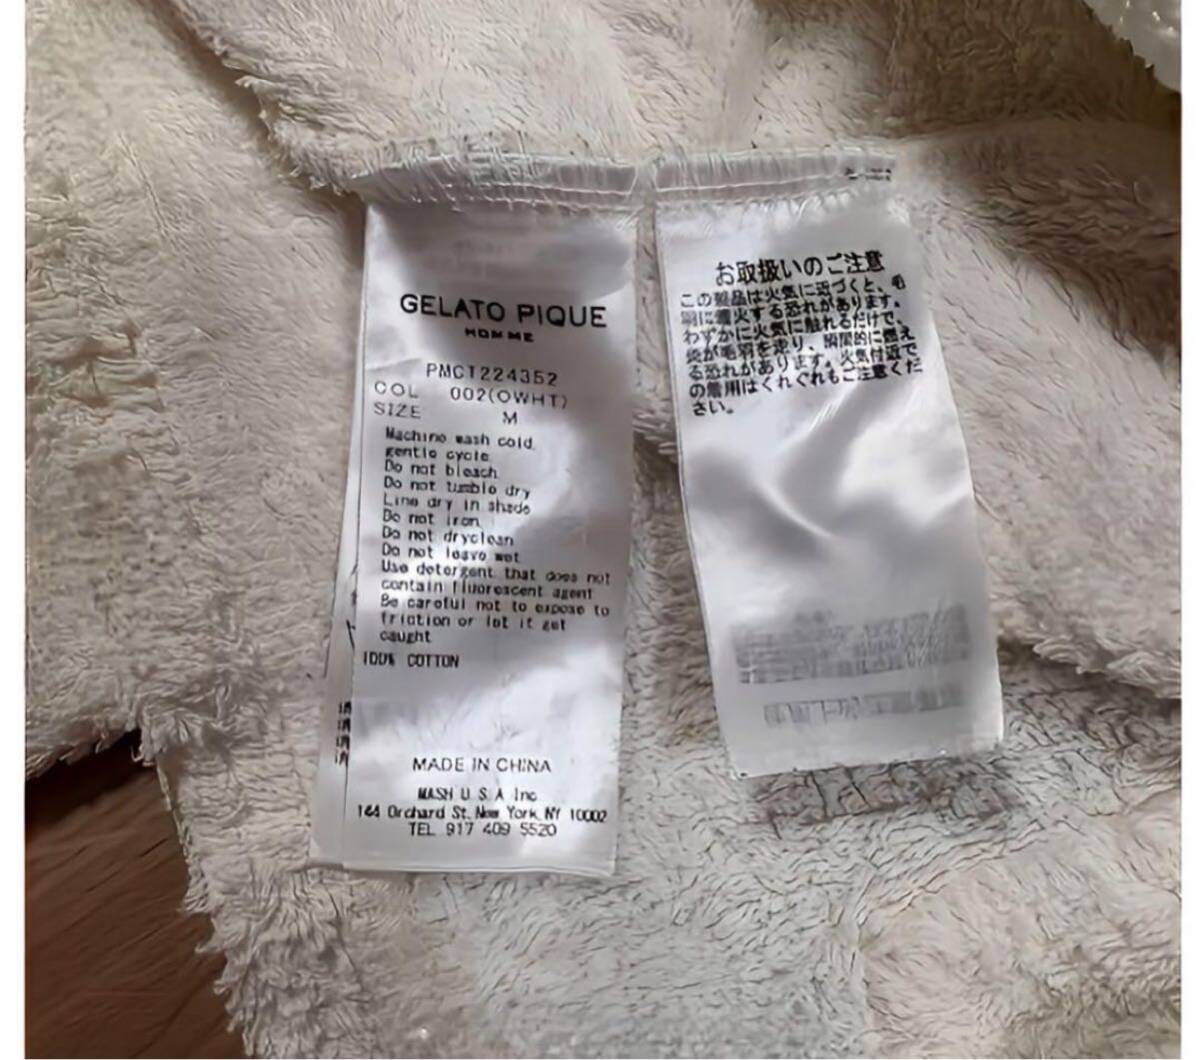 GELATO PIQUE
HOMME
PMCT224352
COL 002(OWHT)
SIZE M
Machine wash cold
gentle cycle
Do not bleach
Do not tumble dry
Line dry in shade
Do not iron
Do not dryclean
Do not leave wet
Use detergent that does not
contain fluorescent agent
Be careful not to expose to
friction or let it get
caught
100% COTTON
MADE IN CHINA
MASH U S A Inc
144 Orchard St. New York NY 10002
TEL 917 409 5520
お取扱いのご注意
この製品は火気に近づくと、毛
羽に着火する恐れがあります。
わずかに火気に触れるだけで、
炎が毛羽を走り、瞬間的に燃え
る恐れがあります。火気付近で
の着用はくれぐれもご注意くだ
さい。